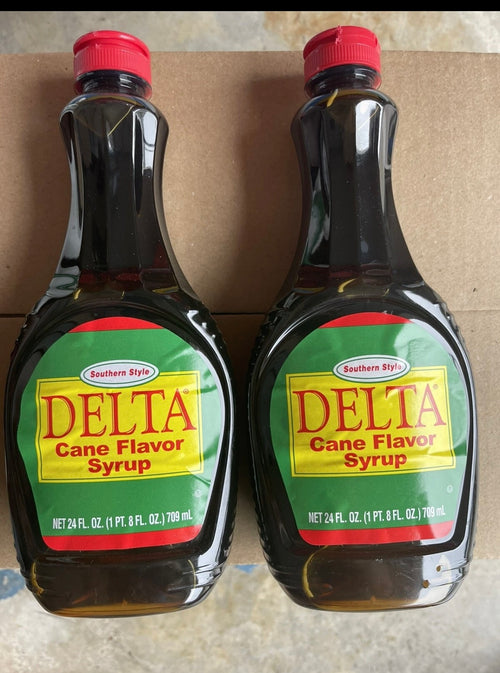 Southern Style
DELTA®
Cane Flavor
Syrup
NET 24 FL. OZ. (1 PT. 8 FL. OZ.) 709 mL
Southern Style
DELTA®
Cane Flavor
Syrup
NET 24 FL. OZ. (1 PT. 8 FL. OZ.) 709 mL